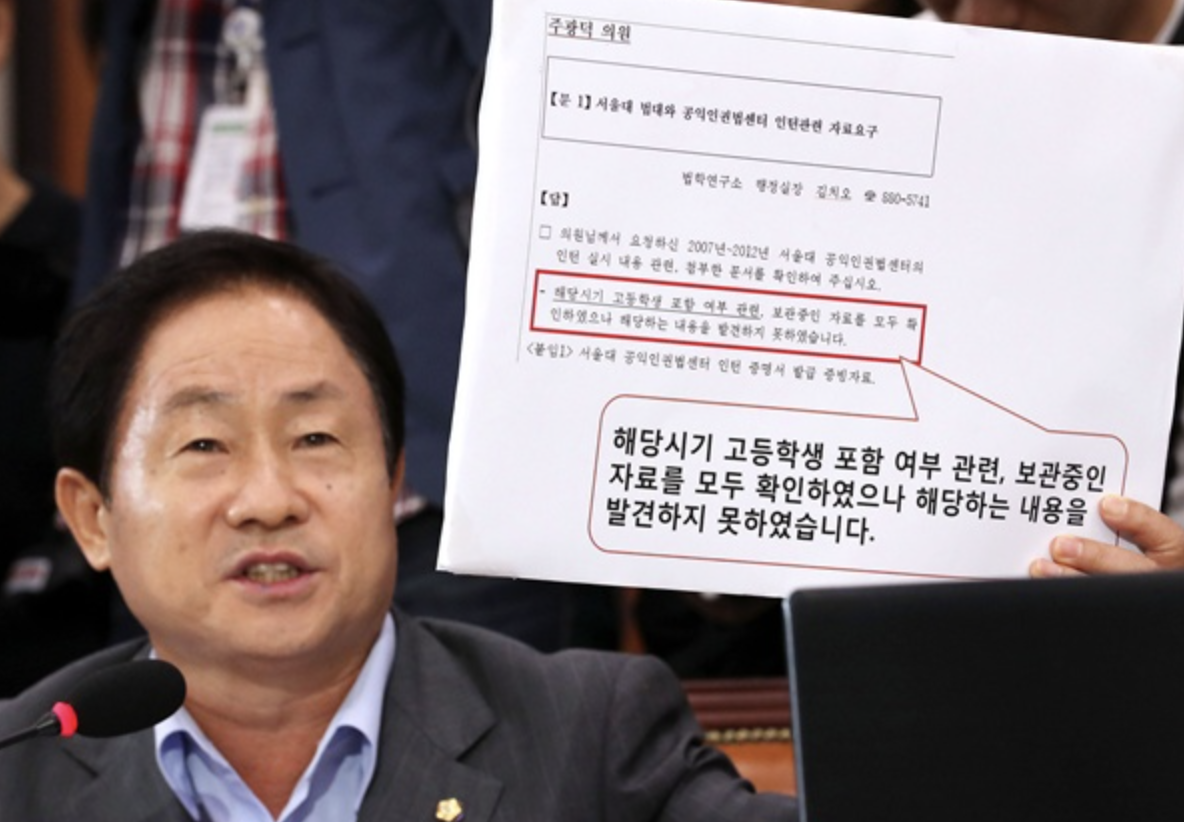 주광덕 의원
【문 1】서울대 법대와 공익인권법센터 인턴관련 자료요구
법학연구소 행정실장 김치오 ☎ 880-5741
【답】
□ 의원님께서 요청하신 2007년~2012년 서울대 공익인권법센터의
인턴 실시 내용 관련, 첨부한 문서를 확인하여 주십시오.
- 해당시기 고등학생 포함 여부 관련, 보관중인 자료를 모두 확
인하였으나 해당하는 내용을 발견하지 못하였습니다.
<붙임1> 서울대 공익인권법센터 인턴 증명서 발급 증빙자료.
해당시기 고등학생 포함 여부 관련, 보관중인
자료를 모두 확인하였으나 해당하는 내용을
발견하지 못하였습니다.